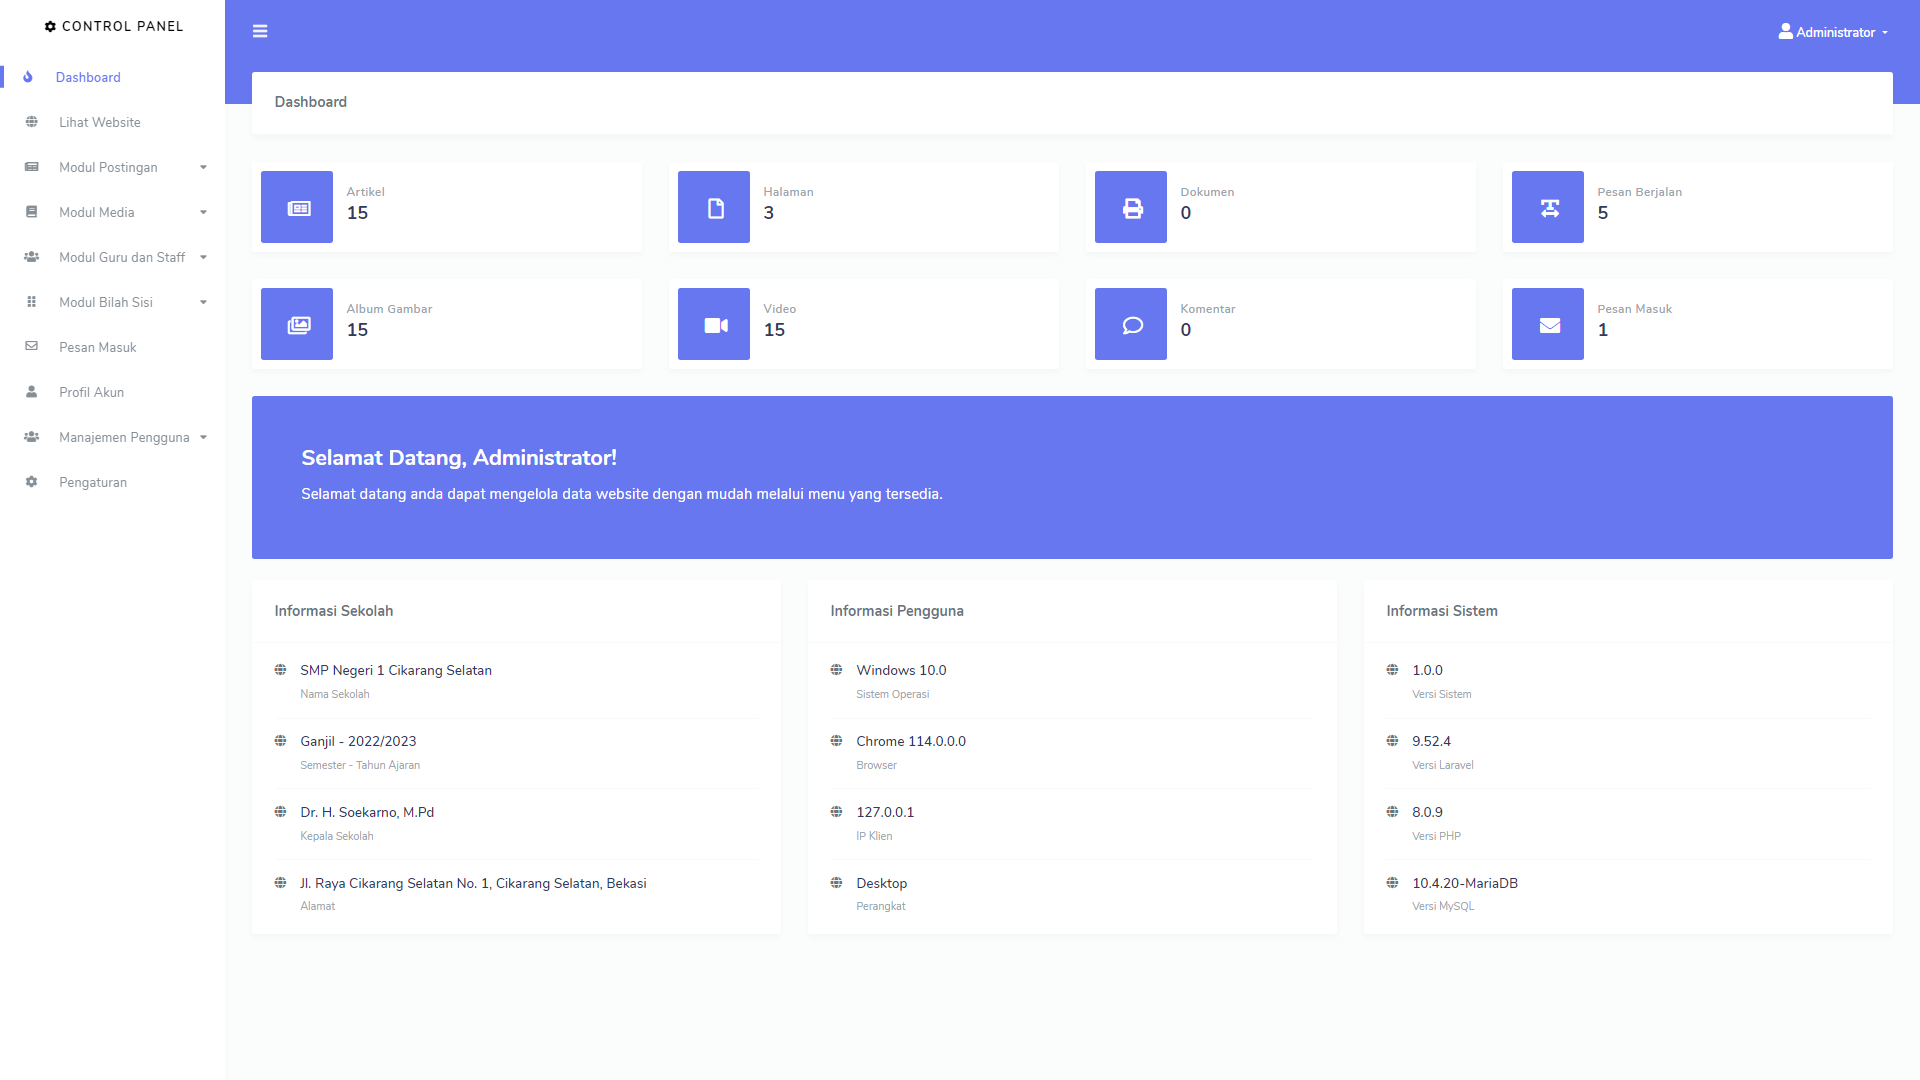 CONTROL PANEL
Administrator
Dashboard
Lihat Website
Modul Postingan
Modul Media
Modul Guru dan Staff
Modul Bilah Sisi
Pesan Masuk
Profil Akun
Manajemen Pengguna
Pengaturan
Dashboard
Artikel
15
Halaman
3
Dokumen
0
Pesan Berjalan
5
Album Gambar
15
Video
15
Komentar
0
Pesan Masuk
1
Selamat Datang, Administrator!
Selamat datang anda dapat mengelola data website dengan mudah melalui menu yang tersedia.
Informasi Sekolah
SMP Negeri 1 Cikarang Selatan
Nama Sekolah
Ganjil - 2022/2023
Semester - Tahun Ajaran
Dr. H. Soekarno, M.Pd
Kepala Sekolah
Jl. Raya Cikarang Selatan No. 1, Cikarang Selatan, Bekasi
Alamat
Informasi Pengguna
Windows 10.0
Sistem Operasi
Chrome 114.0.0.0
Browser
127.0.0.1
IP Klien
Desktop
Perangkat
Informasi Sistem
1.0.0
Versi Sistem
9.52.4
Versi Laravel
8.0.9
Versi PHP
10.4.20-MariaDB
Versi MySQL